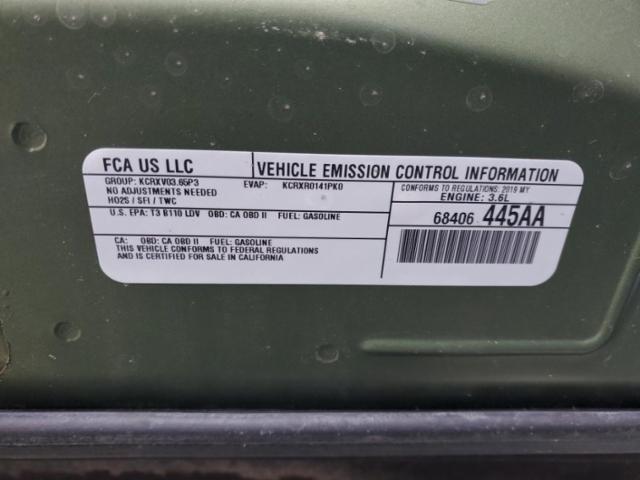 FCA US LLC
VEHICLE EMISSION CONTROL INFORMATION
GROUP: KCRXV03.65P3 EVAP: KCRXR0141PK0
CONFORMS TO REGULATIONS: 2019 MY
NO ADJUSTMENTS NEEDED
ENGINE: 3.6L
HO2S / SFI / TWC
U.S. EPA: T3 B110 LDV OBD: CA OBD II FUEL: GASOLINE
68406 445AA
CA: OBD: CA OBD II FUEL: GASOLINE
THIS VEHICLE CONFORMS TO FEDERAL REGULATIONS
AND IS CERTIFIED FOR SALE IN CALIFORNIA